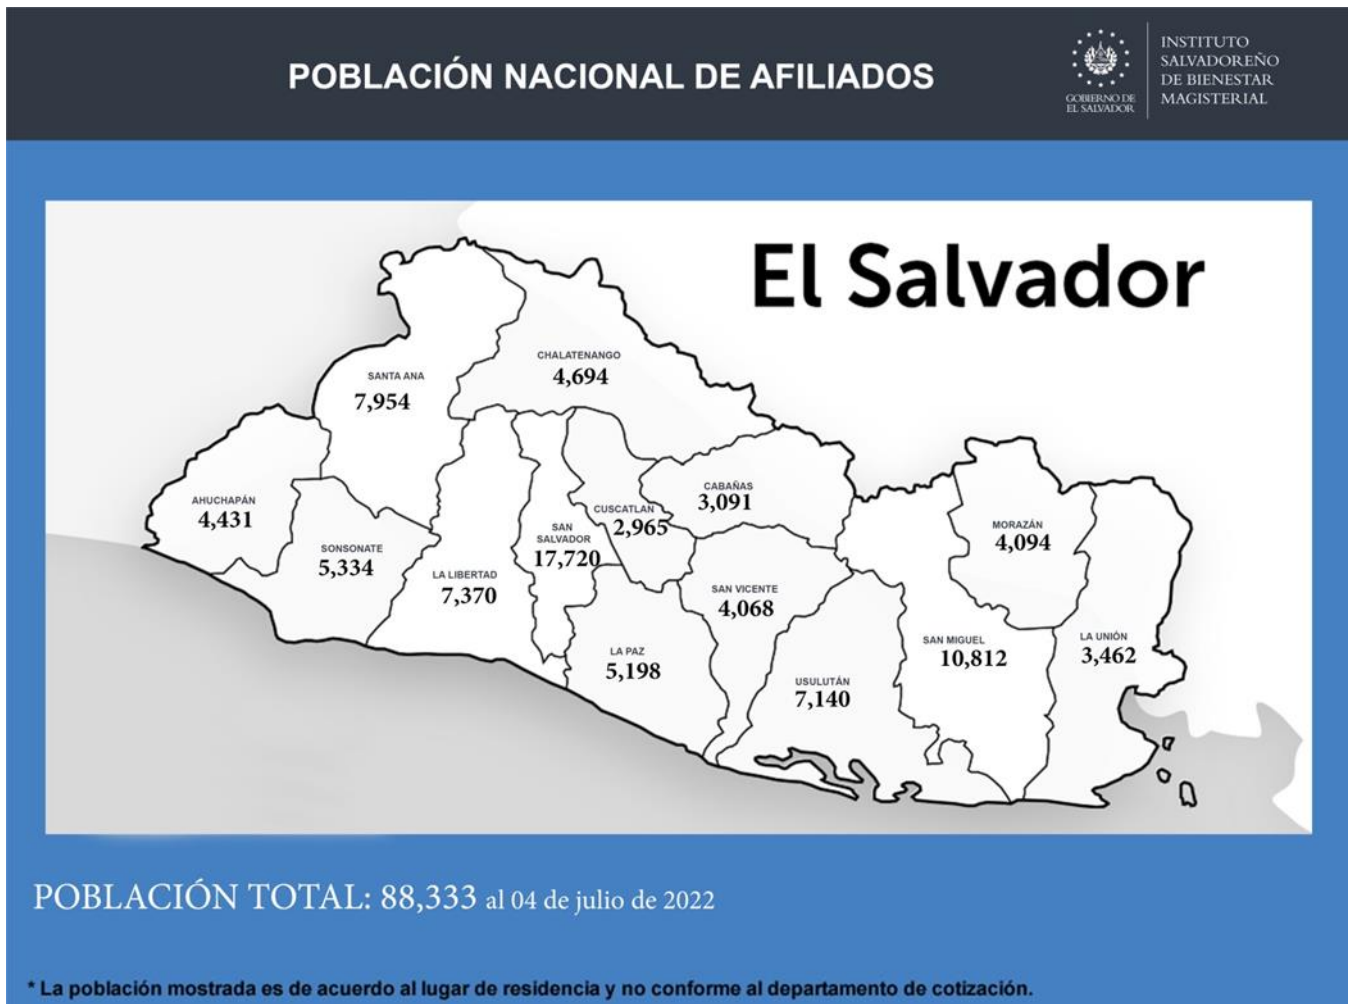 POBLACIÓN NACIONAL DE AFILIADOS
GOBIERNO DE
EL SALVADOR
INSTITUTO
SALVADOREÑO
DE BIENESTAR
MAGISTERIAL
El Salvador
CHALATENANGO
4,694
SANTA ANA
7,954
AHUCHAPÁN
4,431
SONSONATE
5,334
LA LIBERTAD
7,370
SAN
SALVADOR
17,720
CUSCATLAN
2,965
CABAÑAS
3,091
SAN VICENTE
4,068
LA PAZ
5,198
USULUTÁN
7,140
SAN MIGUEL
10,812
MORAZÁN
4,094
LA UNIÓN
3,462
POBLACIÓN TOTAL: 88,333 al 04 de julio de 2022
* La población mostrada es de acuerdo al lugar de residencia y no conforme al departamento de cotización.